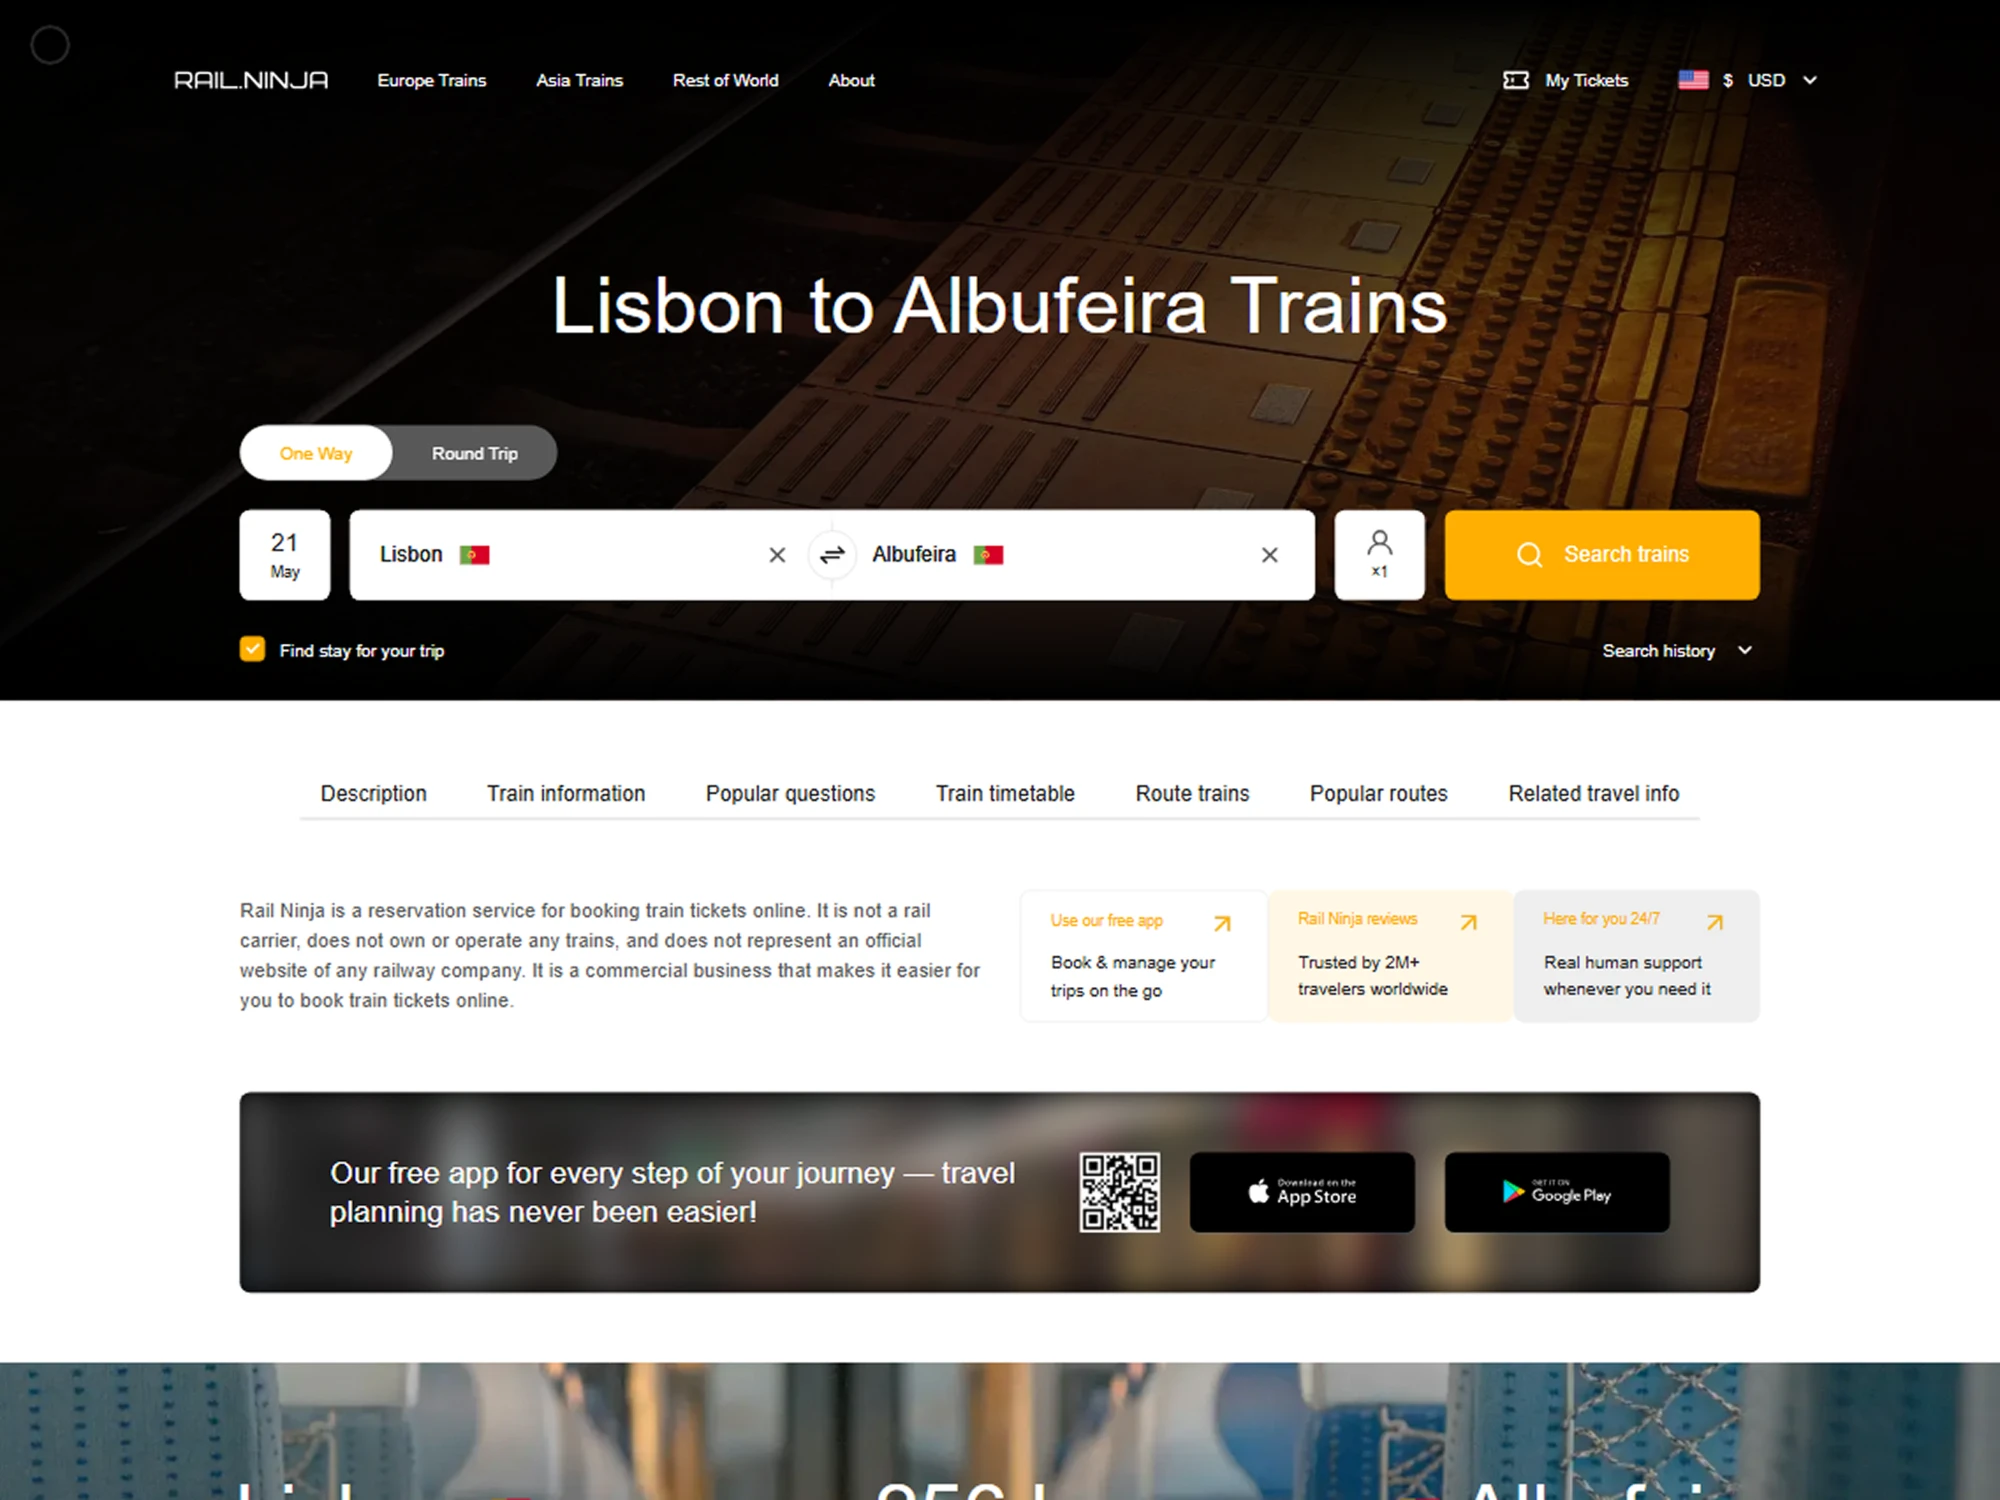 RAIL.NINJA Europe Trains Asia Trains Rest of World About My Tickets $ USD
Lisbon to Albufeira Trains
One Way Round Trip
21
May
Lisbon Albufeira
x1
Search trains
Find stay for your trip Search history
Description Train information Popular questions Train timetable Route trains Popular routes Related travel info
Rail Ninja is a reservation service for booking train tickets online. It is not a rail
carrier, does not own or operate any trains, and does not represent an official
website of any railway company. It is a commercial business that makes it easier for
you to book train tickets online.
Use our free app
Book & manage your
trips on the go
Rail Ninja reviews
Trusted by 2M+
travelers worldwide
Here for you 24/7
Real human support
whenever you need it
Our free app for every step of your journey — travel
planning has never been easier!
Download on the
App Store
GET IT ON
Google Play